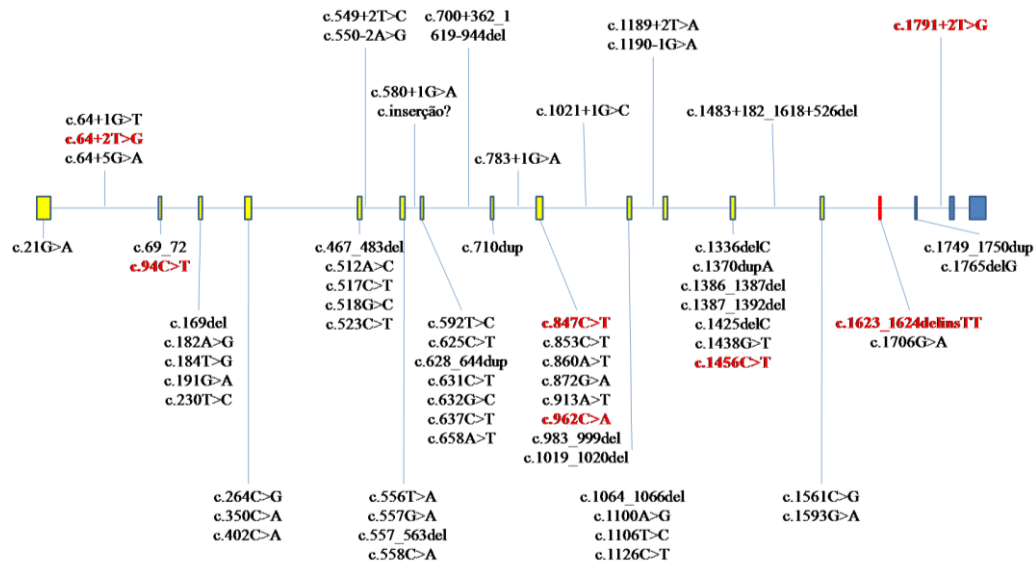 c.549+2T>C
c.550-2A>G
c.700+362_1
619-944del
c.1189+2T>A
c.1190-1G>A
c.1791+2T>G
c.580+1G>A
c.inserção?
c.64+1G>T
c.64+2T>G
c.64+5G>A
c.783+1G>A
c.1021+1G>C
c.1483+182_1618+526del
c.21G>A
c.69_72
c.94C>T
c.169del
c.182A>G
c.184T>G
c.191G>A
c.230T>C
c.264C>G
c.350C>A
c.402C>A
c.467_483del
c.512A>C
c.517C>T
c.518G>C
c.523C>T
c.556T>A
c.557G>A
c.557_563del
c.558C>A
c.592T>C
c.625C>T
c.628_644dup
c.631C>T
c.632G>C
c.637C>T
c.658A>T
c.710dup
c.847C>T
c.853C>T
c.860A>T
c.872G>A
c.913A>T
c.962C>A
c.983_999del
c.1019_1020del
c.1064_1066del
c.1100A>G
c.1106T>C
c.1126C>T
c.1336delC
c.1370dupA
c.1386_1387del
c.1387_1392del
c.1425delC
c.1438G>T
c.1456C>T
c.1561C>G
c.1593G>A
c.1623_1624delinsTT
c.1706G>A
c.1749_1750dup
c.1765delG